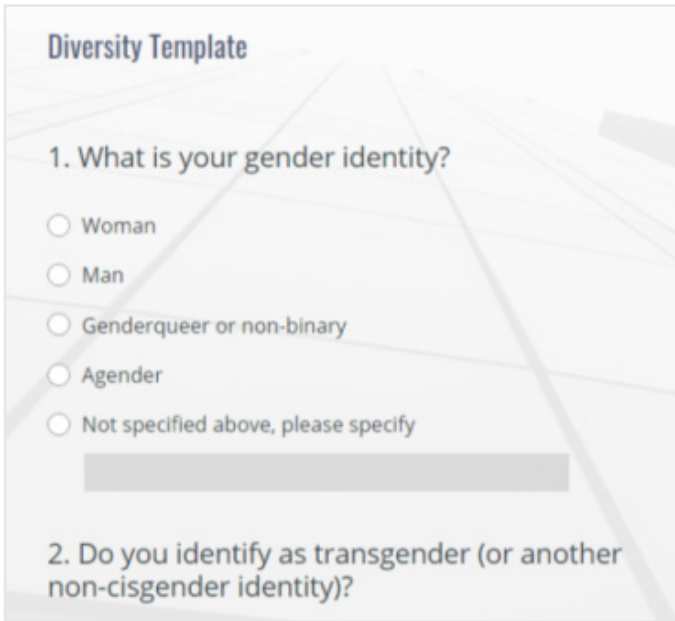 Diversity Template
1. What is your gender identity?
Woman
Man
Genderqueer or non-binary
Agender
Not specified above, please specify
2. Do you identify as transgender (or another
non-cisgender identity)?